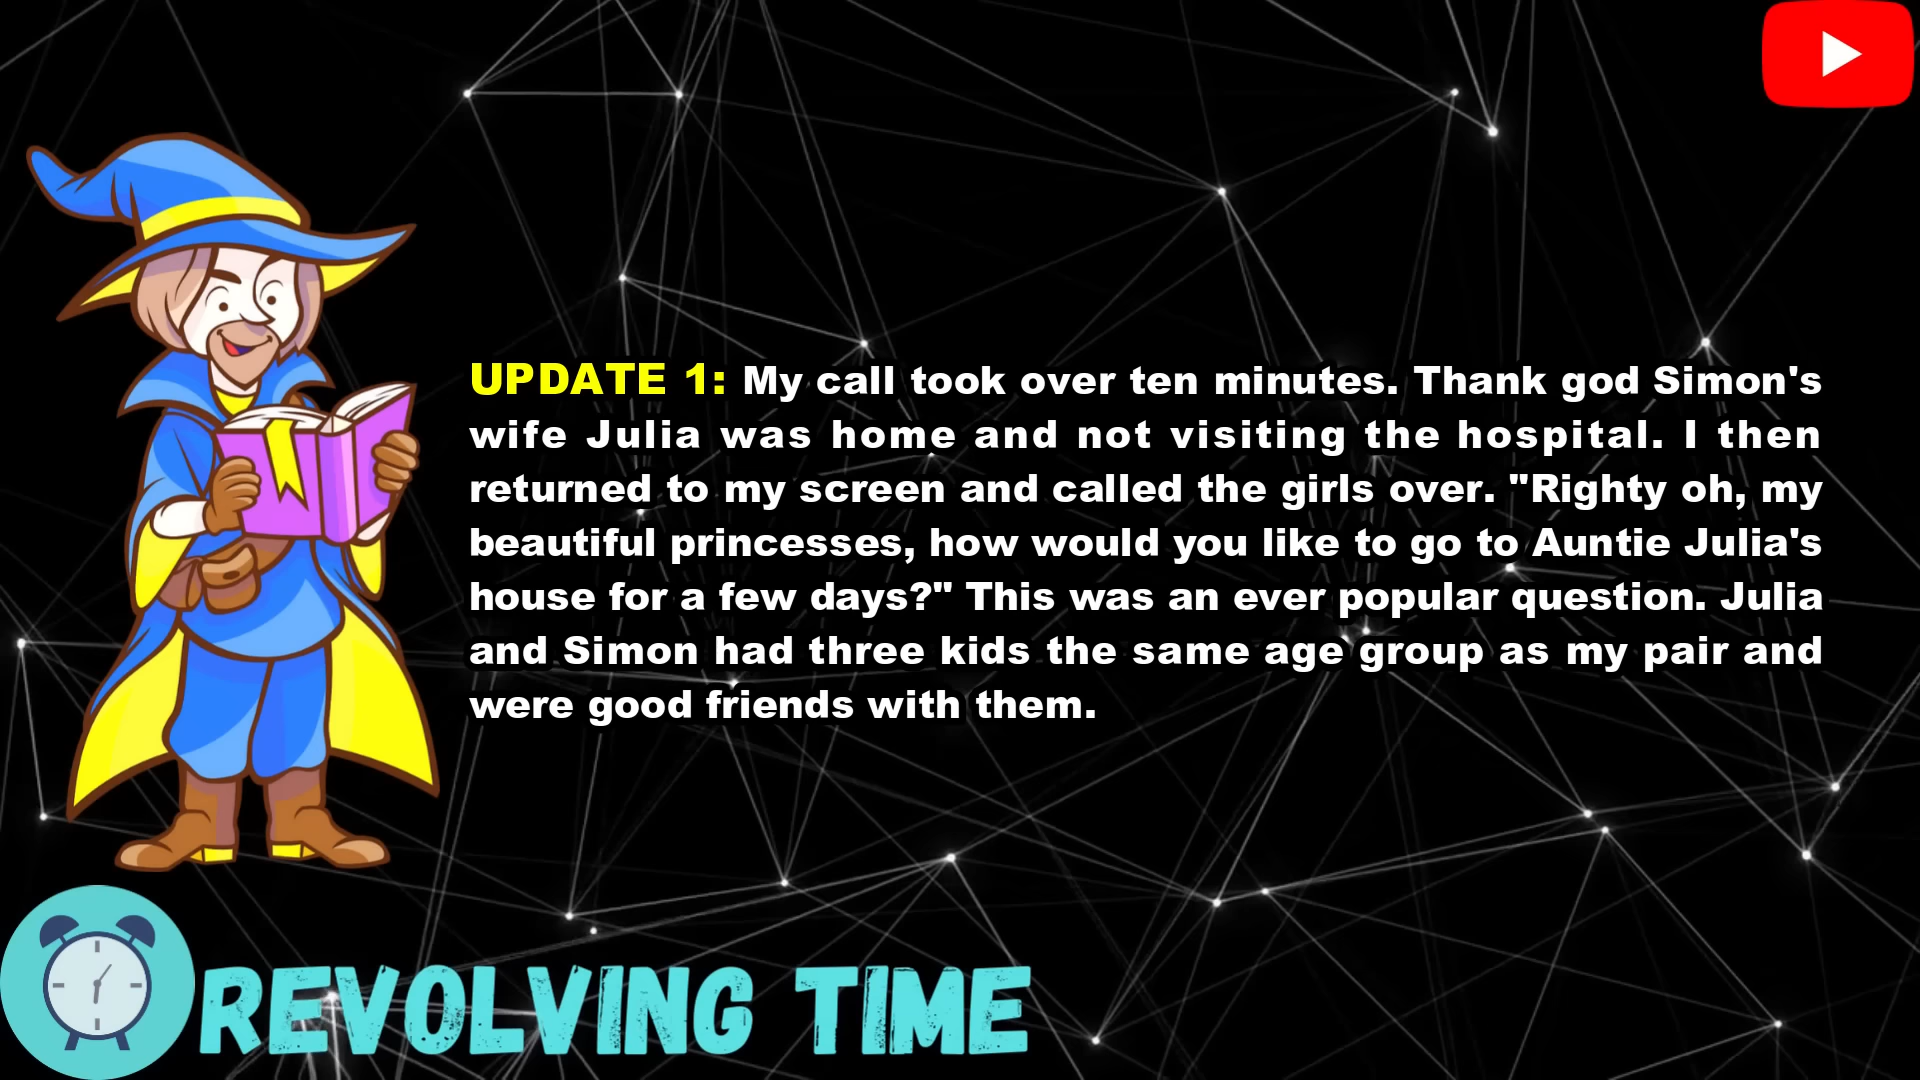 UPDATE 1: My call took over ten minutes. Thank god Simon's
wife Julia was home and not visiting the hospital. I then
returned to my screen and called the girls over. "Righty oh, my
beautiful princesses, how would you like to go to Auntie Julia's
house for a few days?" This was an ever popular question. Julia
and Simon had three kids the same age group as my pair and
were good friends with them.
REVOLVING TIME